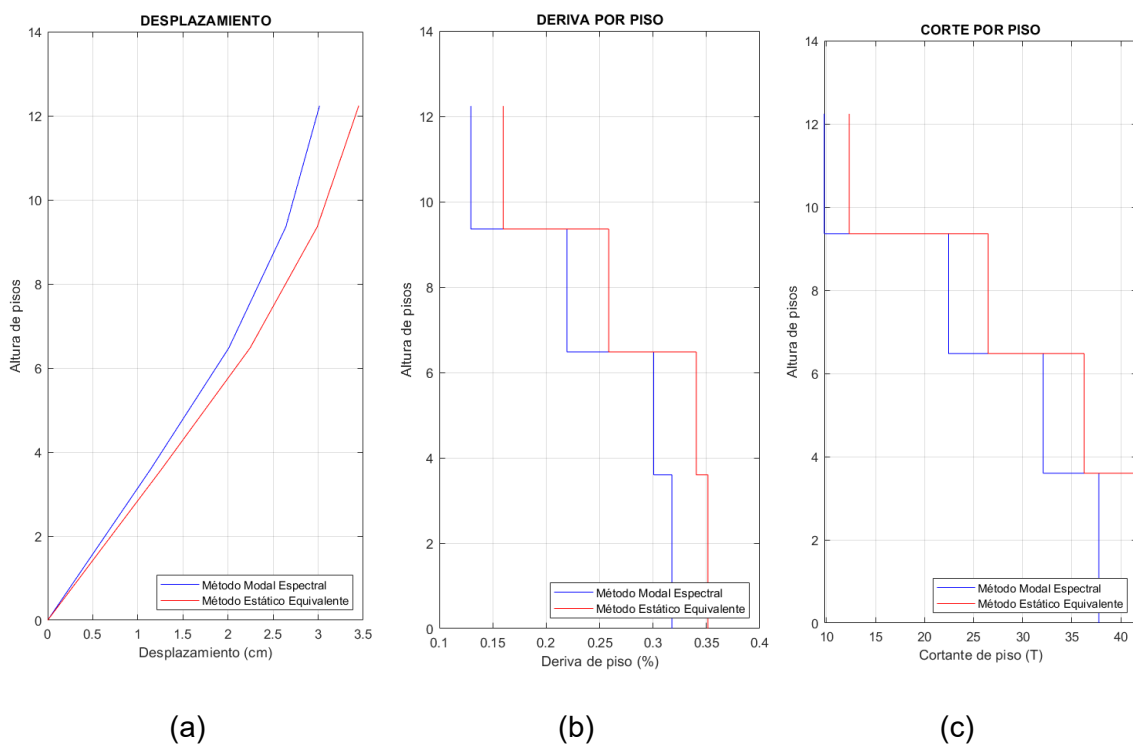 DESPLAZAMIENTO
14
12
10
8
6
4
2
0
Altura de pisos
0 0.5 1 1.5 2 2.5 3 3.5
Desplazamiento (cm)
Método Modal Espectral
Método Estático Equivalente
(a)
DERIVA POR PISO
14
12
10
8
6
4
2
0
Altura de pisos
0.1 0.15 0.2 0.25 0.3 0.35 0.4
Deriva de piso (%)
Método Modal Espectral
Método Estático Equivalente
(b)
CORTE POR PISO
14
12
10
8
6
4
2
0
Altura de pisos
10 15 20 25 30 35 40
Cortante de piso (T)
Método Modal Espectral
Método Estático Equivalente
(c)